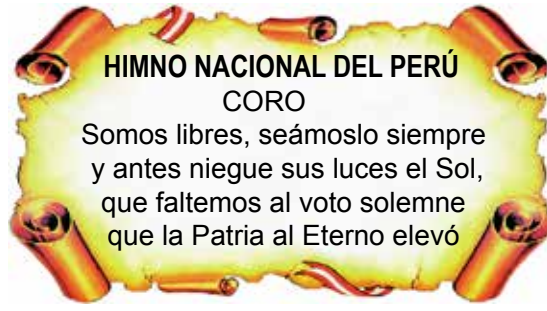 HIMNO NACIONAL DEL PERÚ
CORO
Somos libres, seámoslo siempre
y antes niegue sus luces el Sol,
que faltemos al voto solemne
que la Patria al Eterno elevó